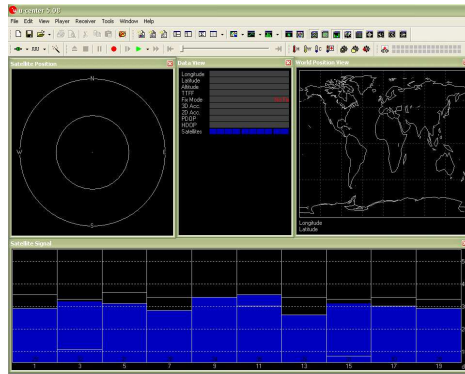 u-center 5.08
File Edit View Player Receiver Tools Window Help
Satellite Position
N
W
E
S
Data View
Longitude
Latitude
Altitude
TTFF
Fix Mode
3D Acc.
2D Acc.
PDOP
HDOP
Satellites
World Position View
Longitude
Latitude
Satellite Signal
1 3 5 7 9 11 13 15 17 19